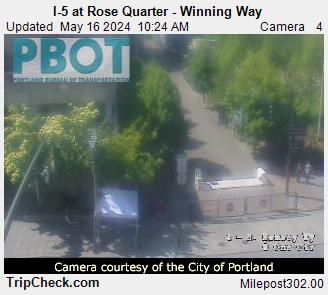 I-5 at Rose Quarter - Winning Way
Updated May 16 2024 10:24 AM Camera 4
PBOT
PORTLAND BUREAU OF TRANSPORTATION
Camera courtesy of the City of Portland
TripCheck.com Milepost302.00